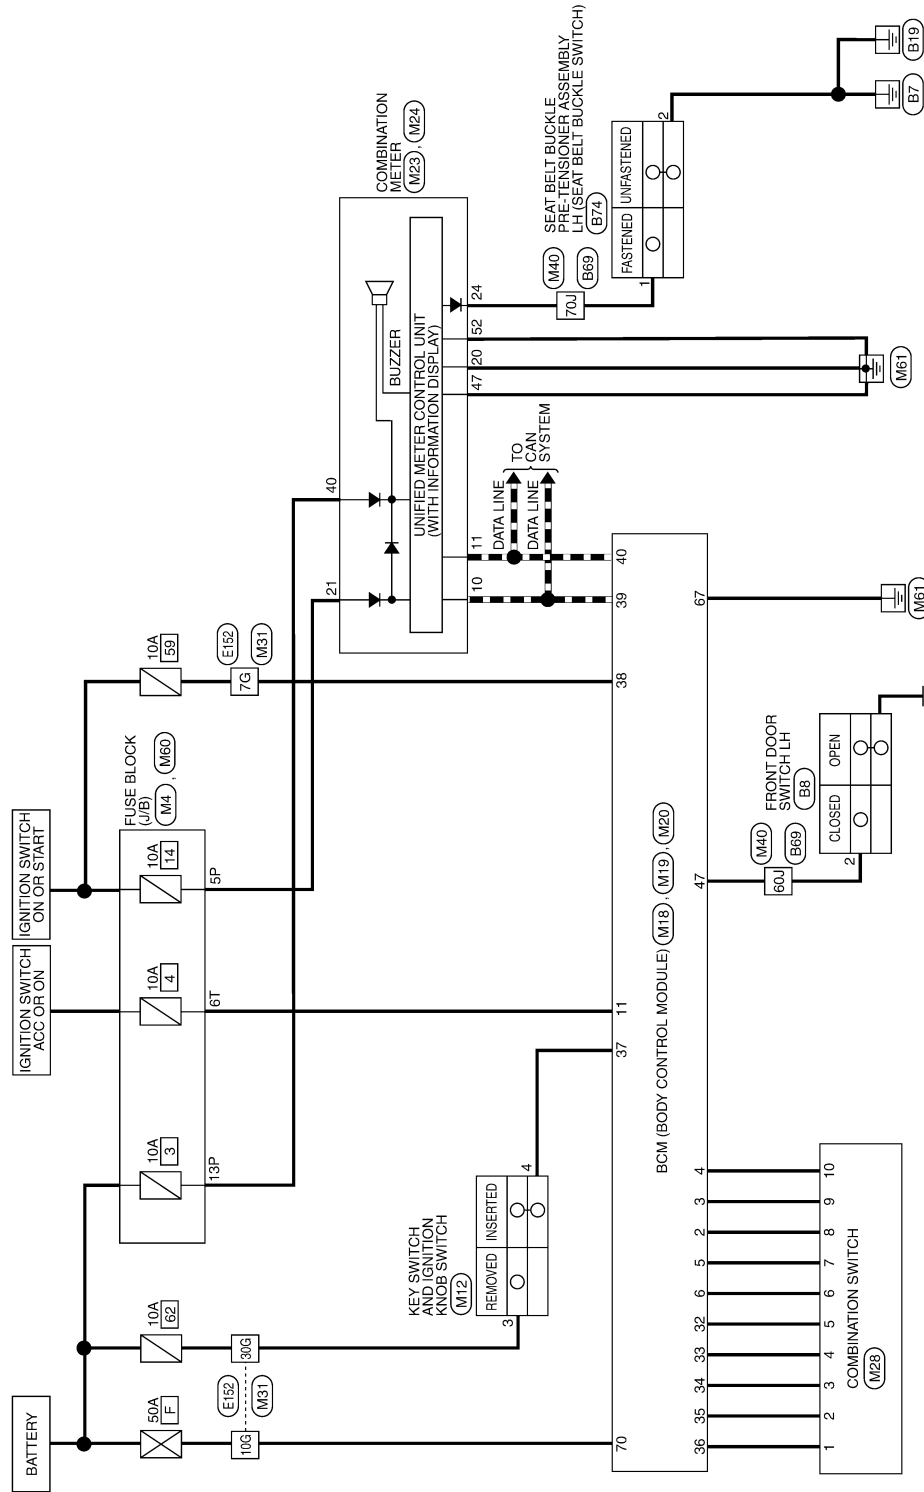 BATTERY
IGNITION SWITCH
ACC OR ON
IGNITION SWITCH
ON OR START
50A
F
10A
62
10A
3
10A
4
10A
14
10A
59
FUSE BLOCK
(J/B)
M4 , M60
13P
6T
5P
10G
30G
E152
M31
7G
E152
M31
KEY SWITCH
AND IGNITION
KNOB SWITCH
M12
REMOVED
INSERTED
3
4
21
40
COMBINATION
METER
M23 , M24
BUZZER
UNIFIED METER CONTROL UNIT
(WITH INFORMATION DISPLAY)
10
11
47
20
52
24
DATA LINE
DATA LINE
TO
CAN
SYSTEM
M61
70J
M40
B69
SEAT BELT BUCKLE
PRE-TENSIONER ASSEMBLY
LH (SEAT BELT BUCKLE SWITCH)
B74
FASTENED
UNFASTENED
1
2
B7
B19
70
37
11
38
39
40
BCM (BODY CONTROL MODULE) M18 , M19 , M20
36
35
34
33
32
6
5
2
3
4
47
67
1
2
3
4
5
6
7
8
9
10
COMBINATION SWITCH
M28
60J
M40
B69
FRONT DOOR
SWITCH LH
B8
CLOSED
OPEN
2
M61